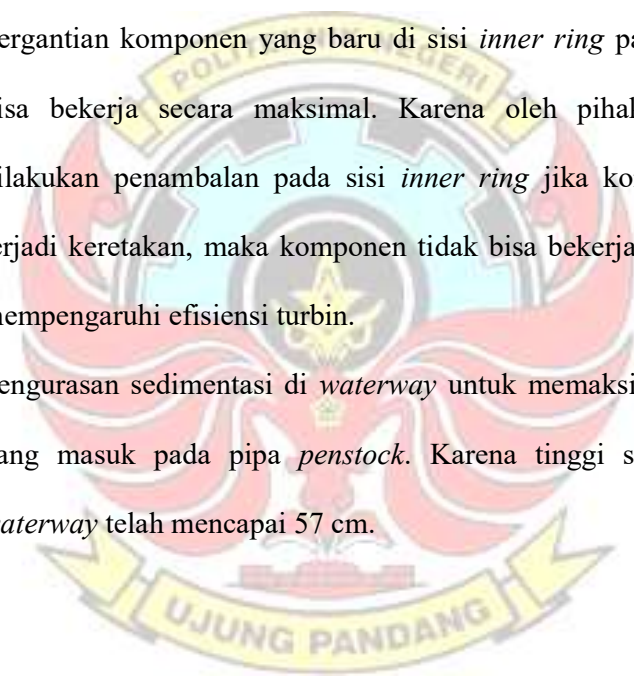 ergantian komponen yang baru di sisi inner ring pa
isa bekerja secara maksimal. Karena oleh pihal
ilakukan penambalan pada sisi inner ring jika ko
erjadi keretakan, maka komponen tidak bisa bekerja
mempengaruhi efisiensi turbin.
engurasan sedimentasi di waterway untuk memaksi
ang masuk pada pipa penstock. Karena tinggi s
waterway telah mencapai 57 cm.
UJUNG PANDANG